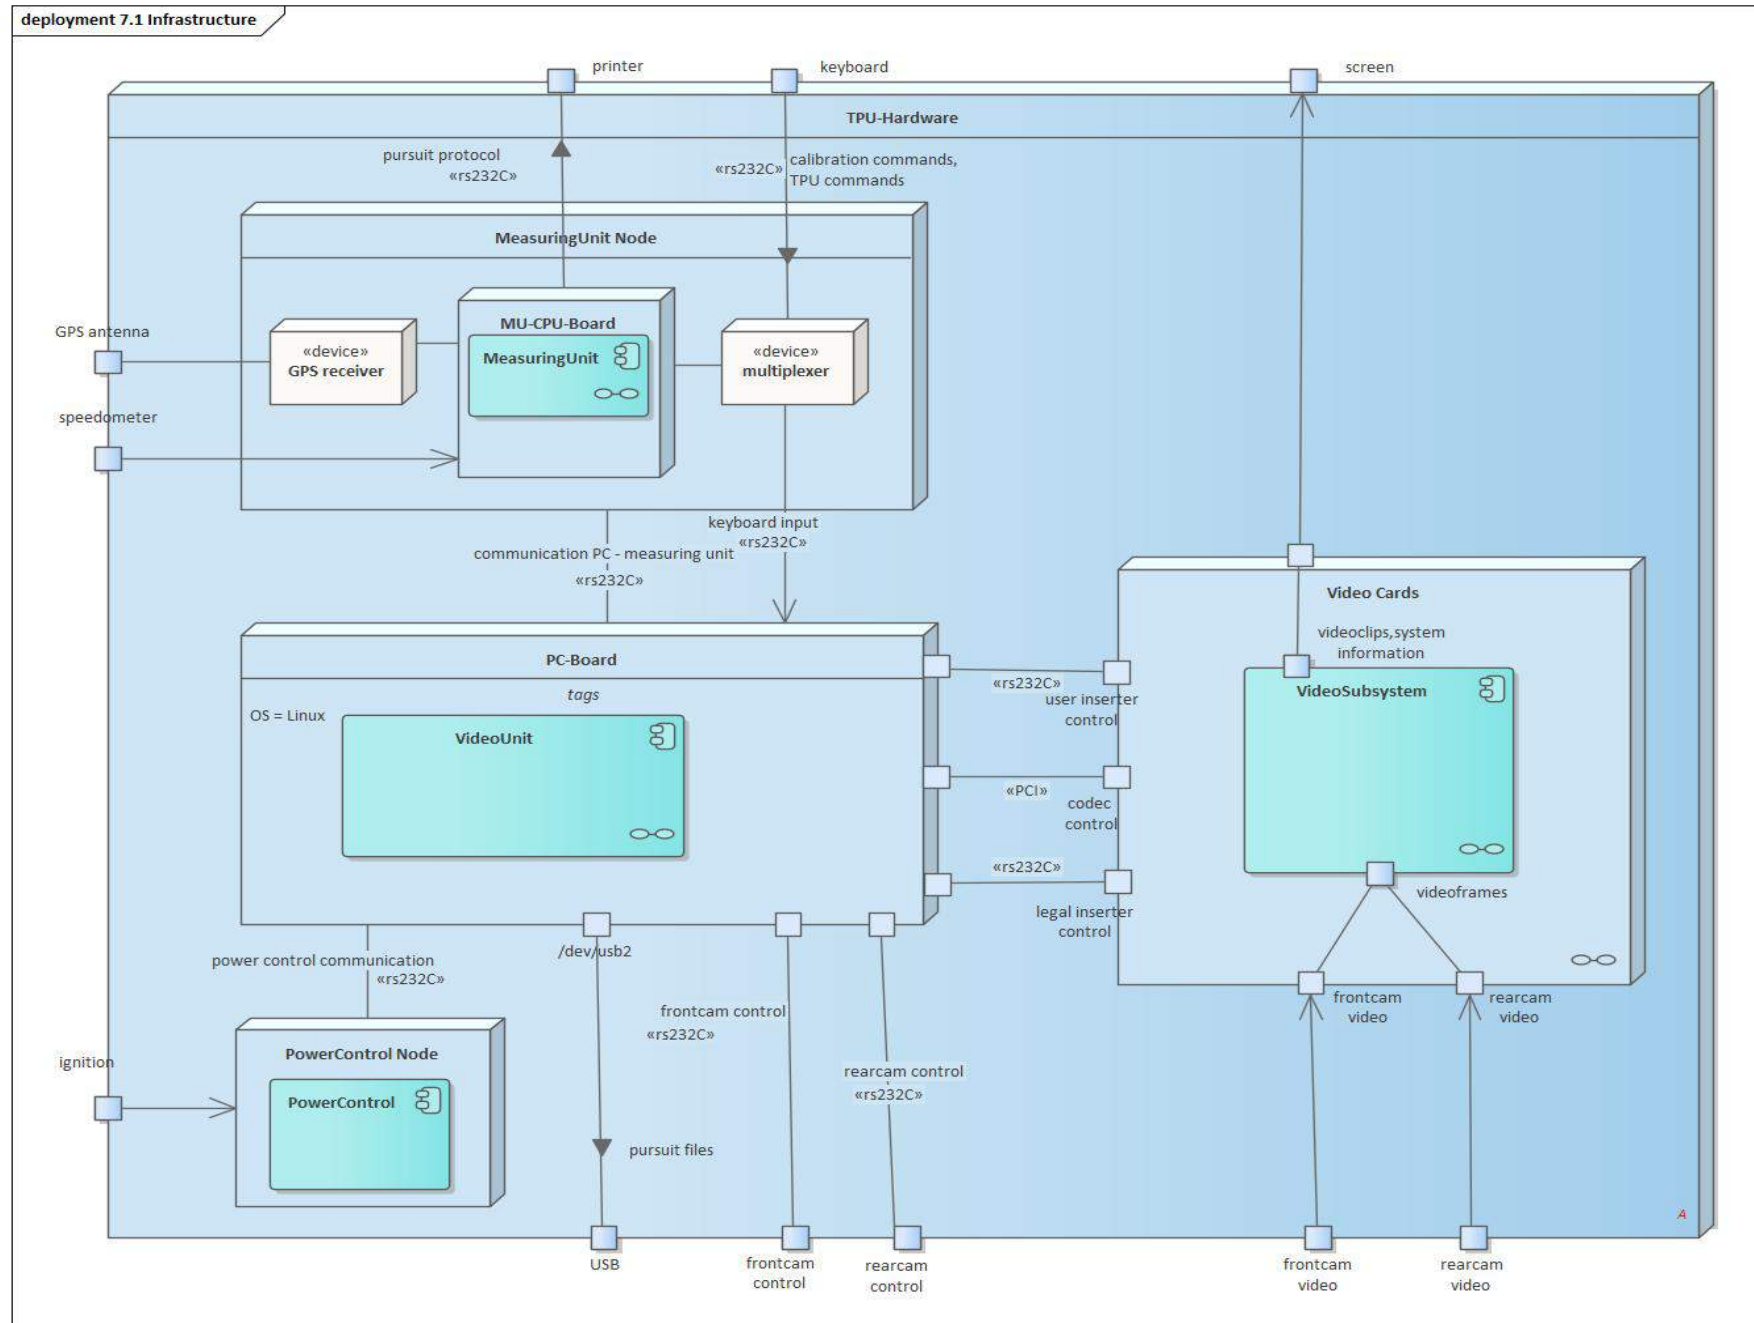 deployment 7.1 Infrastructure
printer
keyboard
screen
TPU-Hardware
pursuit protocol
«rs232C»
«rs232C»
calibration commands,
TPU commands
MeasuringUnit Node
GPS antenna
«device»
GPS receiver
MU-CPU-Board
MeasuringUnit
«device»
multiplexer
speedometer
keyboard input
«rs232C»
communication PC - measuring unit
«rs232C»
Video Cards
videoclips,system
information
VideoSubsystem
videoframes
PC-Board
tags
OS = Linux
VideoUnit
«rs232C»
user inserter
control
«PCI»
codec
control
«rs232C»
legal inserter
control
/dev/usb2
power control communication
«rs232C»
frontcam control
«rs232C»
rearcam control
«rs232C»
frontcam
video
rearcam
video
ignition
PowerControl Node
PowerControl
pursuit files
A
USB
frontcam
control
rearcam
control
frontcam
video
rearcam
video